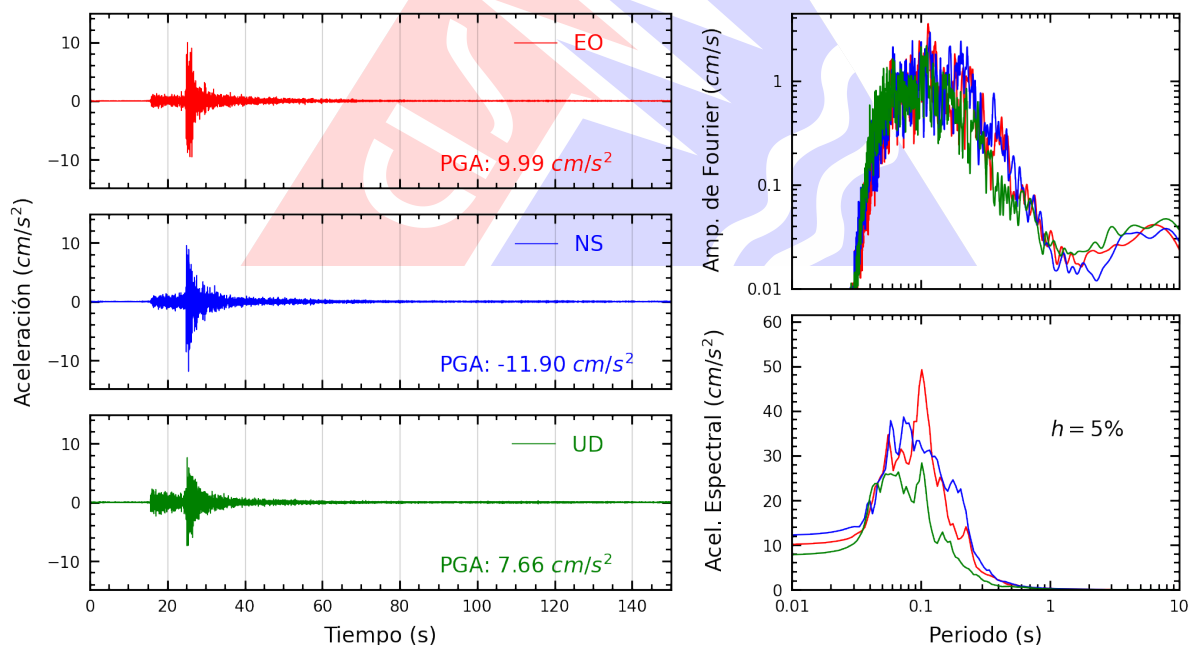 Aceleración (cm/s²)
10
0
−10
EO
PGA: 9.99 cm/s²
10
0
−10
NS
PGA: -11.90 cm/s²
10
0
−10
UD
PGA: 7.66 cm/s²
0 20 40 60 80 100 120 140
Tiempo (s)
Amp. de Fourier (cm/s)
1
0.1
0.01
Acel. Espectral (cm/s²)
60
50
40
30
20
10
0
h = 5%
0.01 0.1 1 10
Periodo (s)
CIS